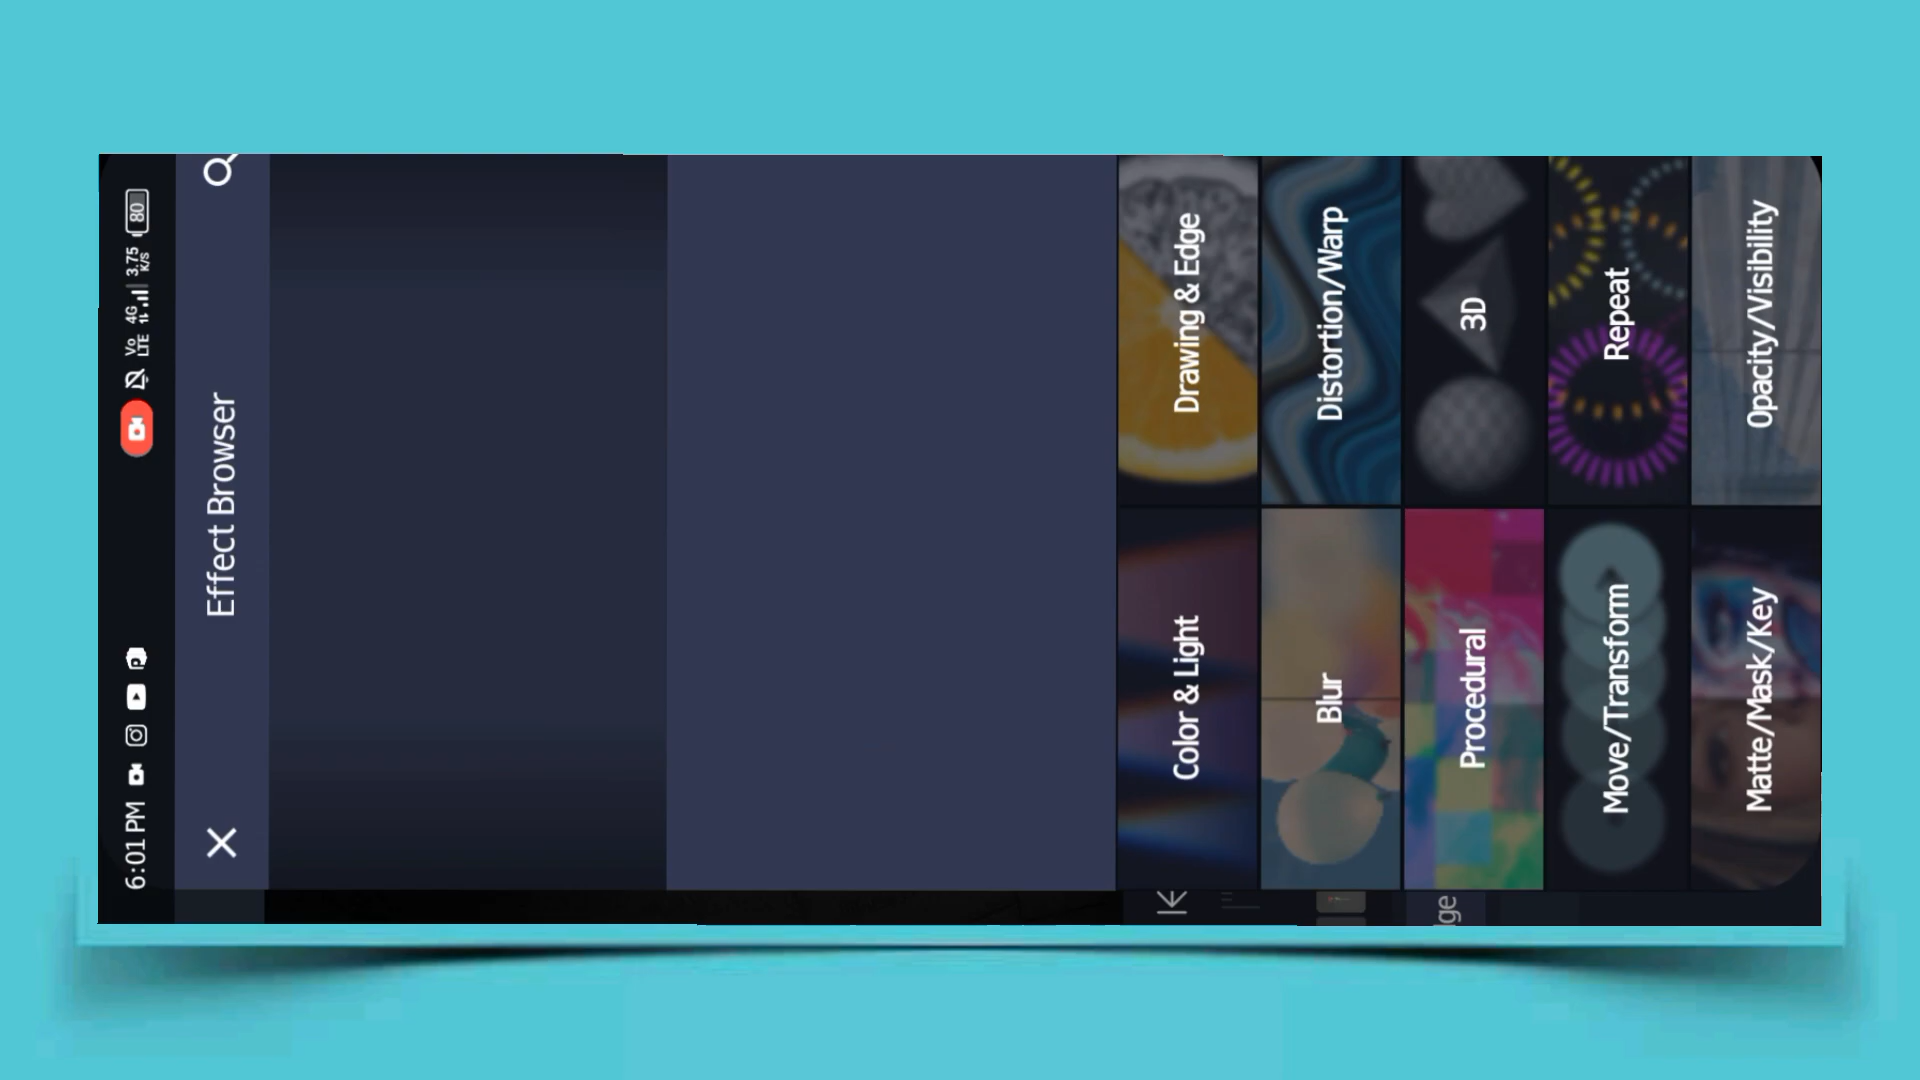 6:01 PM
Vo LTE 4G 3.75 K/S 80
Effect Browser
Color & Light
Drawing & Edge
Blur
Distortion/Warp
Procedural
3D
Move/Transform
Repeat
Matte/Mask/Key
Opacity/Visibility
ge